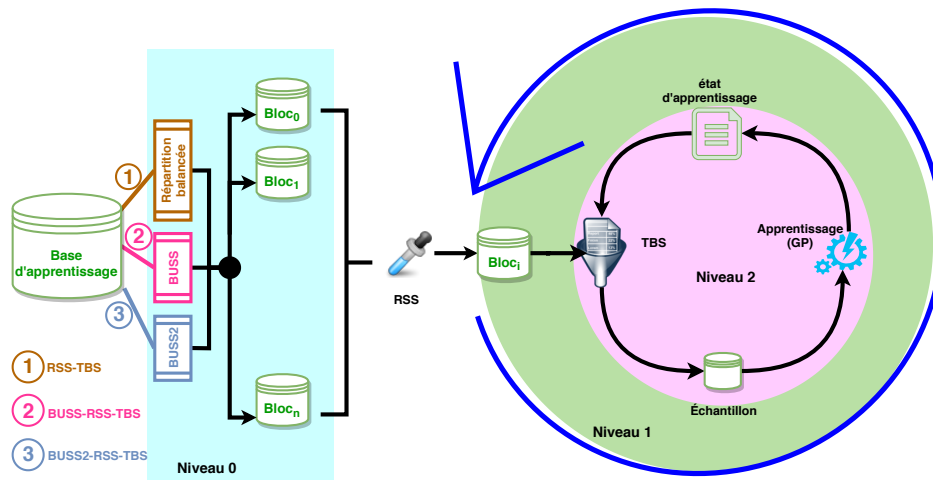 Base
d'apprentissage
1
2
3
Répartition
balancée
BUSS
BUSS2
Bloc0
Bloc1
Blocn
Niveau 0
1 RSS-TBS
2 BUSS-RSS-TBS
3 BUSS2-RSS-TBS
RSS
Bloci
état
d'apprentissage
TBS
Apprentissage
(GP)
Niveau 2
Échantillon
Niveau 1